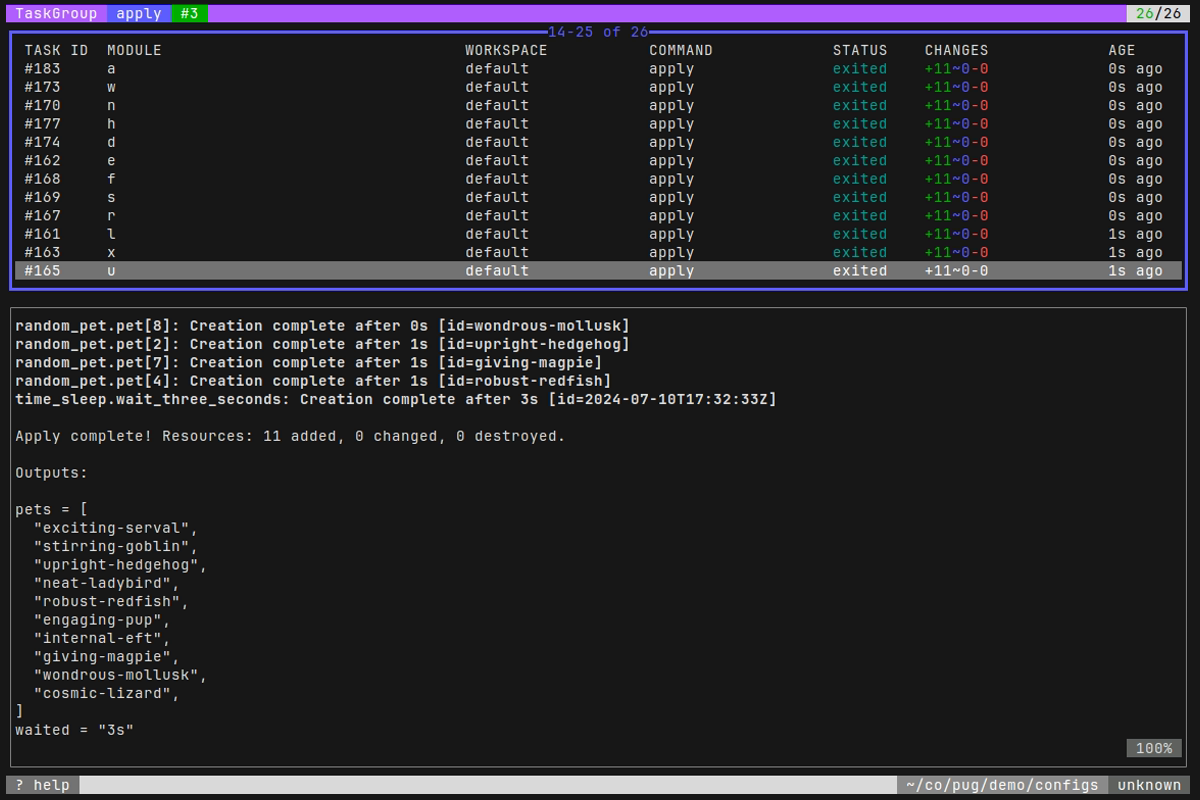 TaskGroup apply #3 26/26
14-25 of 26
TASK ID MODULE WORKSPACE COMMAND STATUS CHANGES AGE
#183 a default apply exited +11~0-0 0s ago
#173 w default apply exited +11~0-0 0s ago
#170 n default apply exited +11~0-0 0s ago
#177 h default apply exited +11~0-0 0s ago
#174 d default apply exited +11~0-0 0s ago
#162 e default apply exited +11~0-0 0s ago
#168 f default apply exited +11~0-0 0s ago
#169 s default apply exited +11~0-0 0s ago
#167 r default apply exited +11~0-0 0s ago
#161 l default apply exited +11~0-0 1s ago
#163 x default apply exited +11~0-0 1s ago
#165 u default apply exited +11~0-0 1s ago
random_pet.pet[8]: Creation complete after 0s [id=wondrous-mollusk]
random_pet.pet[2]: Creation complete after 1s [id=upright-hedgehog]
random_pet.pet[7]: Creation complete after 1s [id=giving-magpie]
random_pet.pet[4]: Creation complete after 1s [id=robust-redfish]
time_sleep.wait_three_seconds: Creation complete after 3s [id=2024-07-10T17:32:33Z]
Apply complete! Resources: 11 added, 0 changed, 0 destroyed.
Outputs:
pets = [
"exciting-serval",
"stirring-goblin",
"upright-hedgehog",
"neat-ladybird",
"robust-redfish",
"engaging-pup",
"internal-eft",
"giving-magpie",
"wondrous-mollusk",
"cosmic-lizard",
]
waited = "3s"
100%
? help ~/co/pug/demo/configs unknown